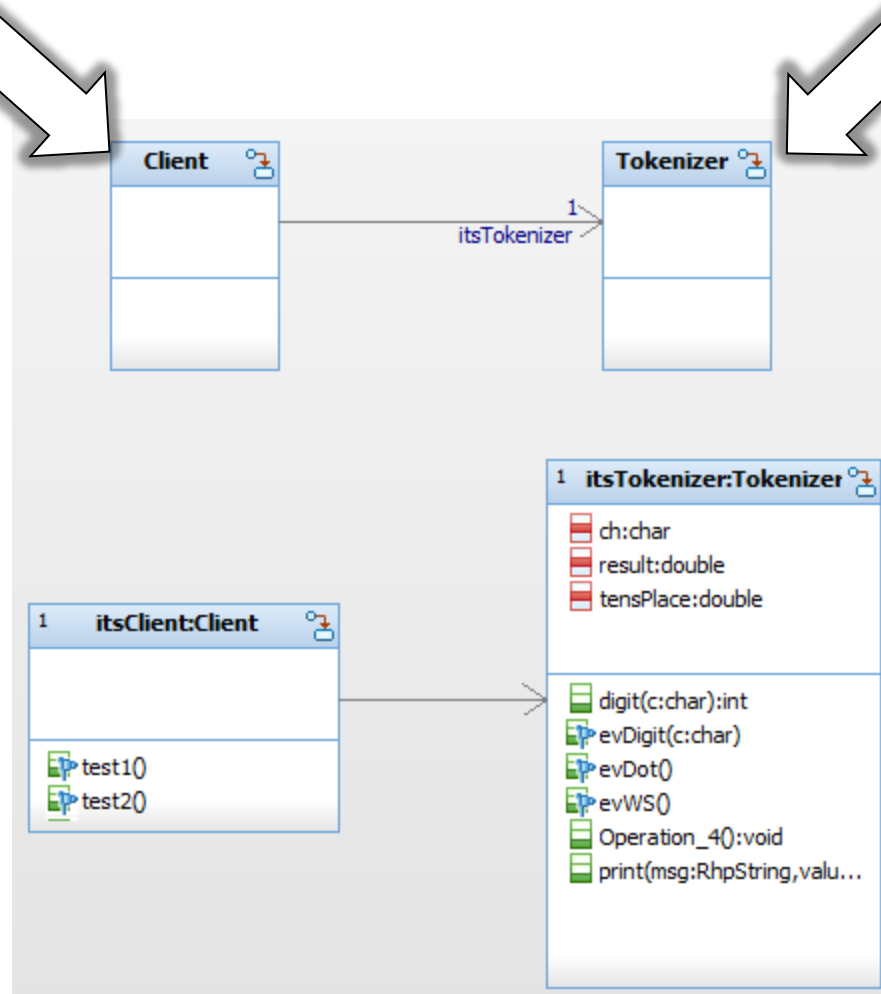 Client
Tokenizer
1
itsTokenizer
1 itsTokenizer:Tokenizer
ch:char
result:double
tensPlace:double
1 itsClient:Client
digit(c:char):int
evDigit(c:char)
test1()
evDot()
test2()
evWS()
Operation_4():void
print(msg:RhpString,valu...